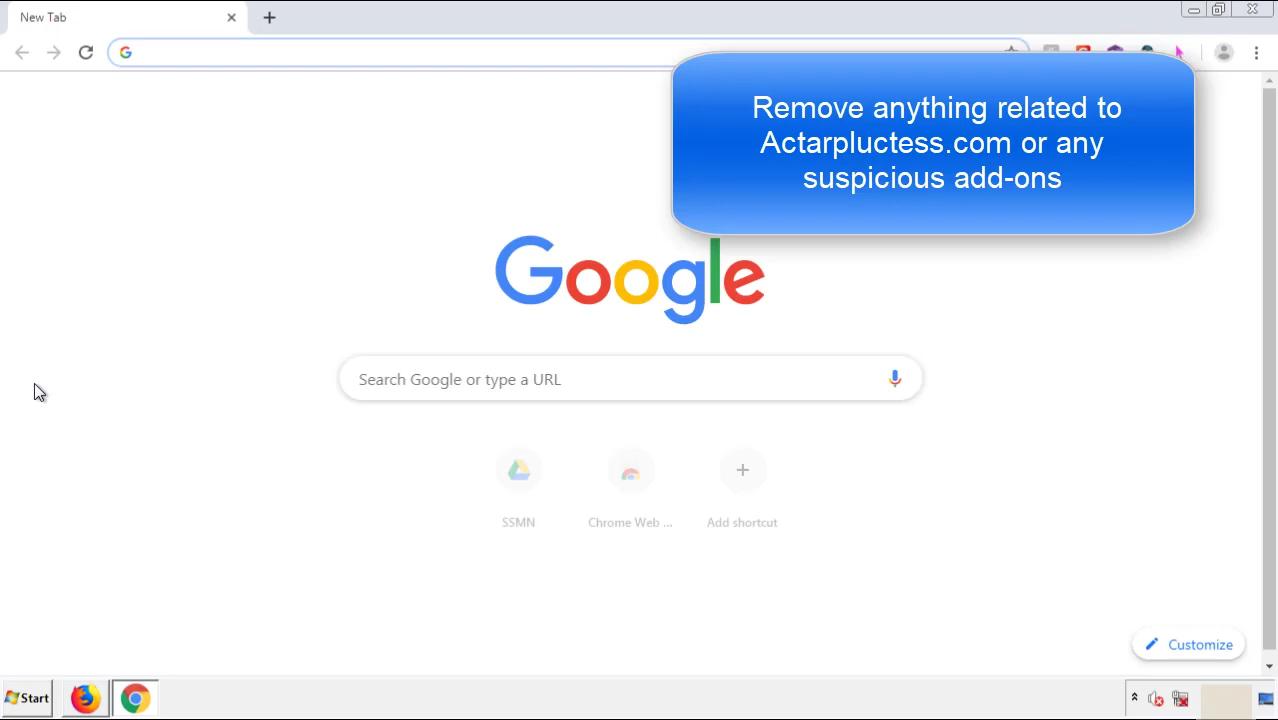 New Tab
Remove anything related to
Actarpluctess.com or any
suspicious add-ons
Google
Search Google or type a URL
SSMN
Chrome Web ...
Add shortcut
Customize
Start